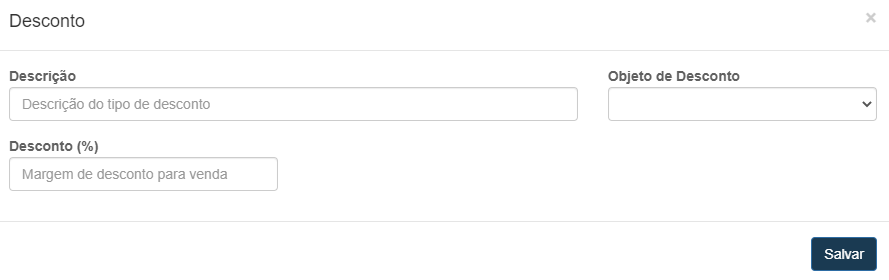 Desconto ×
Descrição Objeto de Desconto
Descrição do tipo de desconto
Desconto (%)
Margem de desconto para venda
Salvar